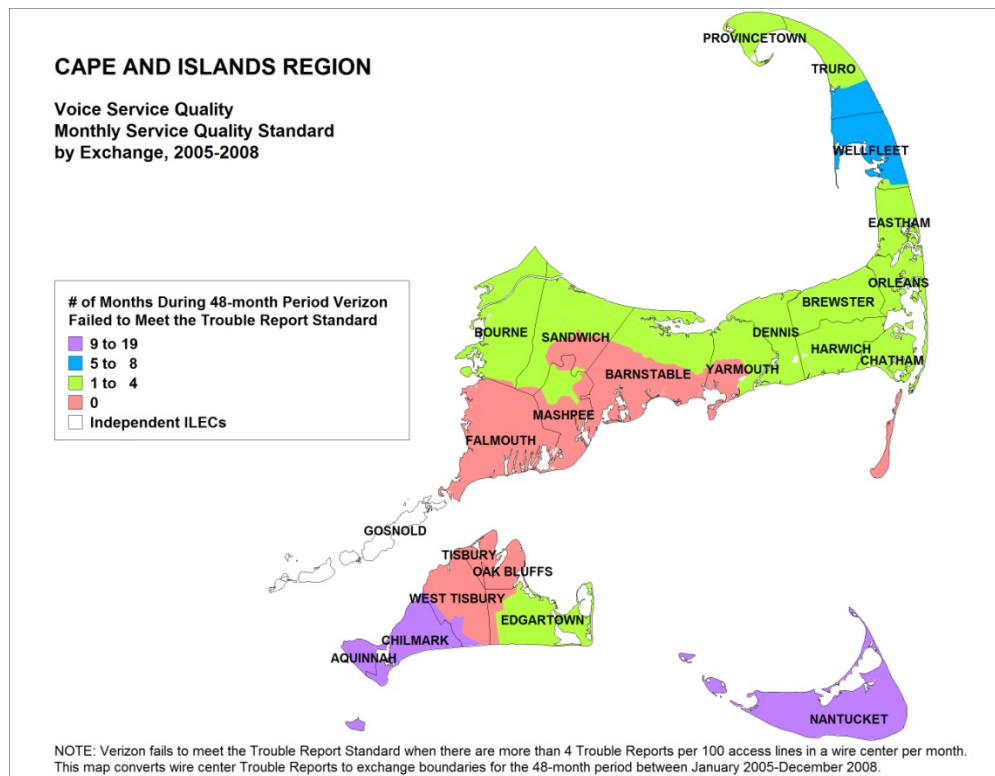 CAPE AND ISLANDS REGION
Voice Service Quality
Monthly Service Quality Standard
by Exchange, 2005-2008
# of Months During 48-month Period Verizon
Failed to Meet the Trouble Report Standard
9 to 19
5 to 8
1 to 4
0
Independent ILECs
PROVINCETOWN
TRURO
WELLFLEET
EASTHAM
ORLEANS
BREWSTER
BOURNE
SANDWICH
DENNIS
HARWICH
CHATHAM
BARNSTABLE
YARMOUTH
MASHPEE
FALMOUTH
GOSNOLD
TISBURY
OAK BLUFFS
WEST TISBURY
EDGARTOWN
CHILMARK
AQUINNAH
NANTUCKET
NOTE: Verizon fails to meet the Trouble Report Standard when there are more than 4 Trouble Reports per 100 access lines in a wire center per month.
This map converts wire center Trouble Reports to exchange boundaries for the 48-month period between January 2005-December 2008.